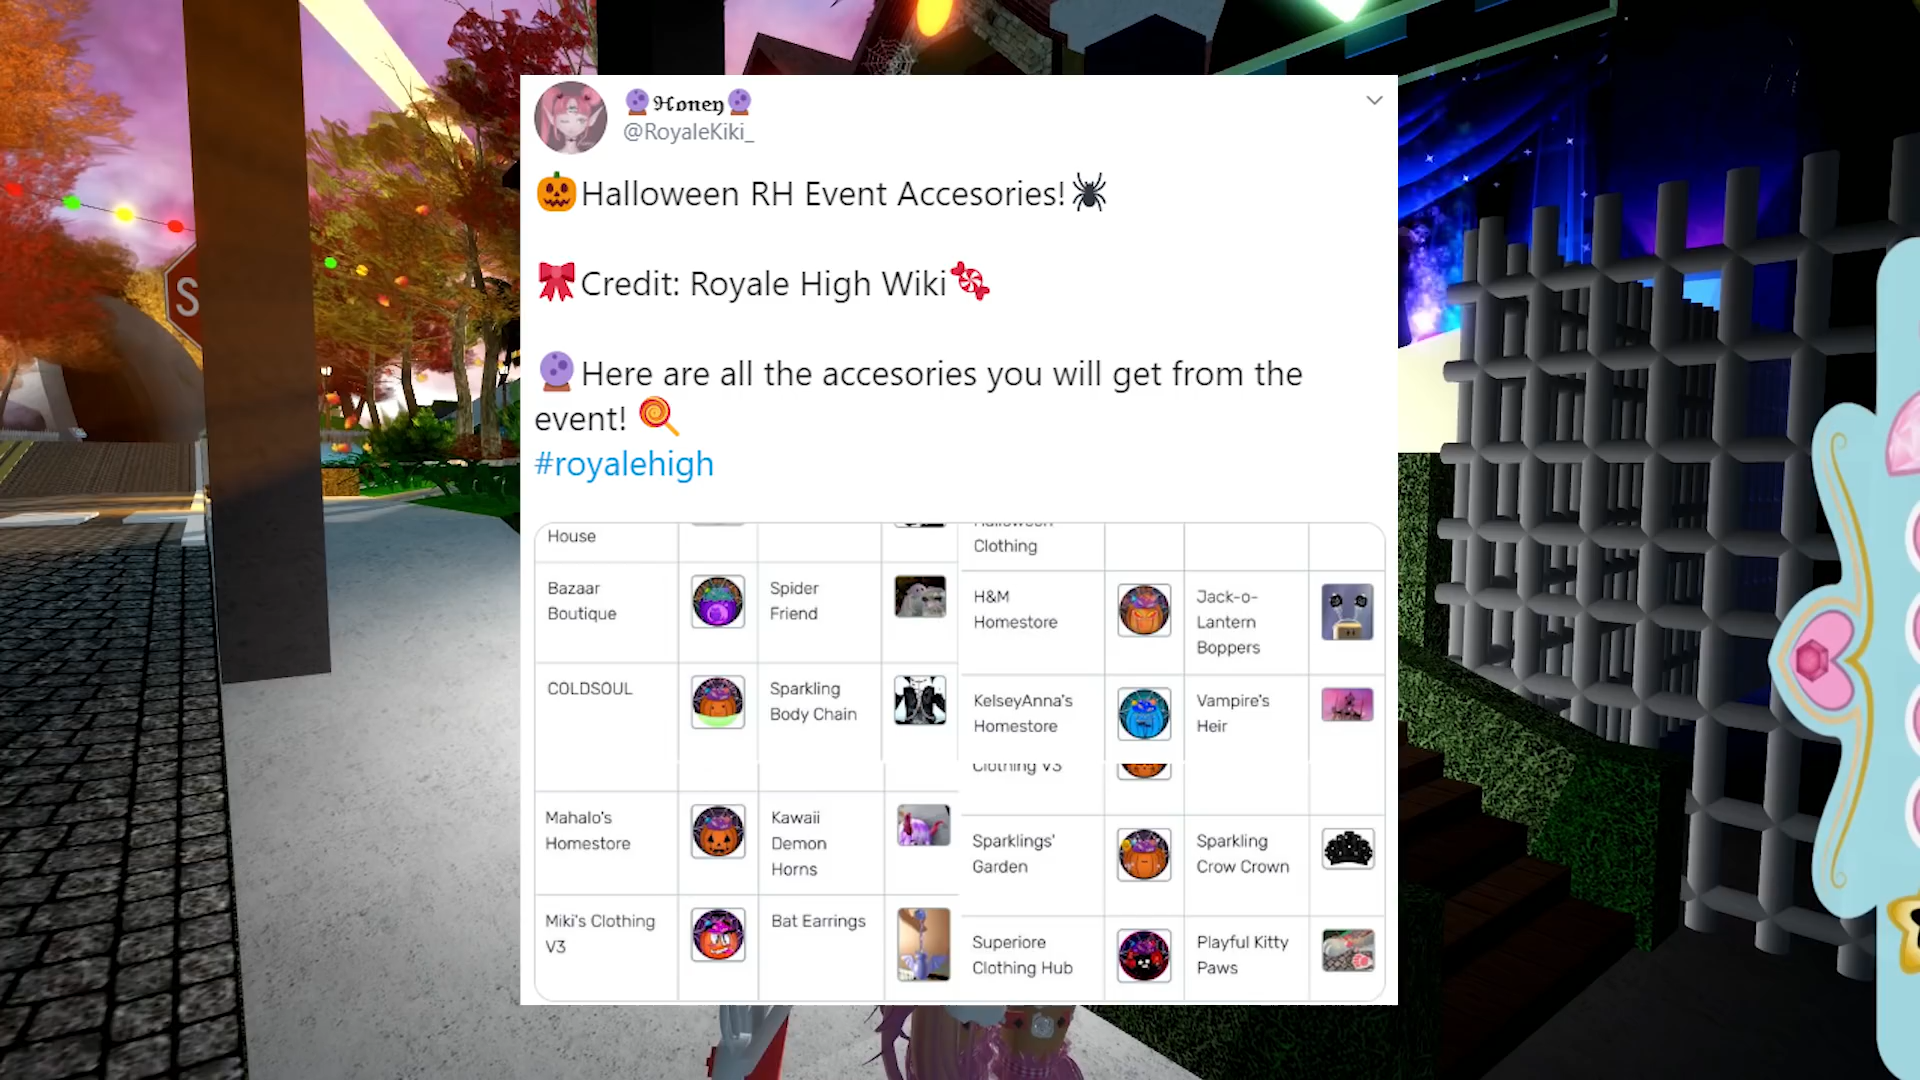 🔮𝕳𝖔𝖓𝖊𝖞🔮
@RoyaleKiki_
🎃Halloween RH Event Accesories!🕷
🎀Credit: Royale High Wiki🍬
🔮Here are all the accesories you will get from the
event! 🍭
#royalehigh
House
Bazaar
Boutique
Spider
Friend
COLDSOUL
Sparkling
Body Chain
Halloween
Clothing
H&M
Homestore
Jack-o-
Lantern
Boppers
KelseyAnna's
Homestore
Vampire's
Heir
Mahalo's
Homestore
Kawaii
Demon
Horns
Miki's Clothing
V3
Bat Earrings
Clothing V3
Sparklings'
Garden
Sparkling
Crow Crown
Superiore
Clothing Hub
Playful Kitty
Paws
S